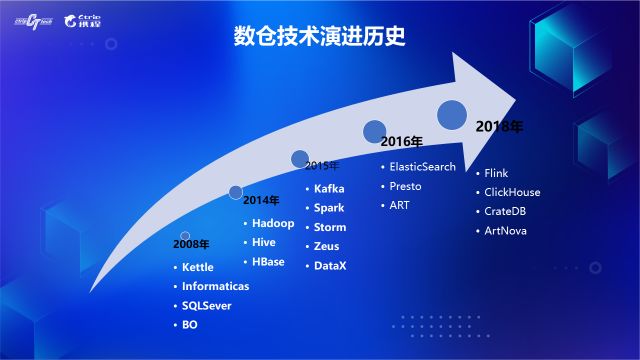 Ctrip Tech
Ctrip
携程
数仓技术演进历史
2008年
• Kettle
• Informaticas
• SQLSever
• BO
2014年
• Hadoop
• Hive
• HBase
2015年
• Kafka
• Spark
• Storm
• Zeus
• DataX
2016年
• ElasticSearch
• Presto
• ART
2018年
• Flink
• ClickHouse
• CrateDB
• ArtNova